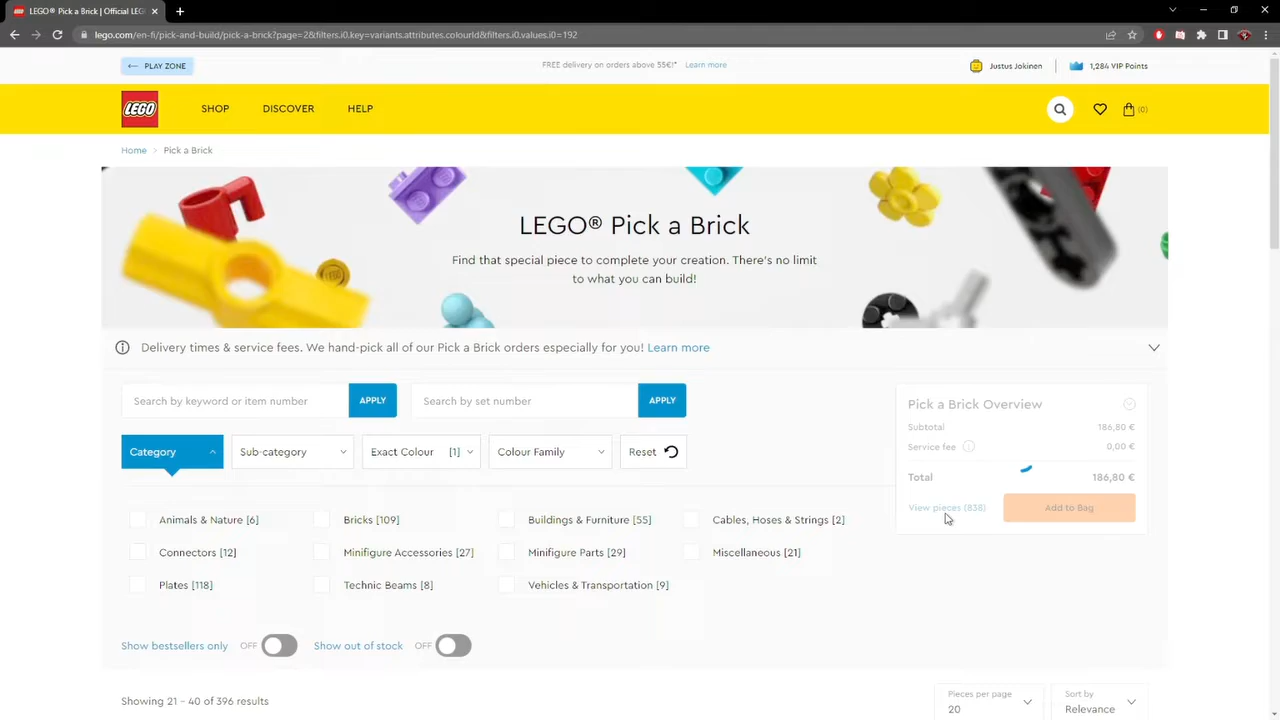 LEGO® Pick a Brick | Official LEG
lego.com/en-fi/pick-and-build/pick-a-brick?page=2&filters.i0.key=variants.attributes.colourId&filters.i0.values.i0=192
PLAY ZONE
FREE delivery on orders above 55€!* Learn more
Justus Jokinen
1,284 VIP Points
LEGO
SHOP
DISCOVER
HELP
(0)
Home > Pick a Brick
LEGO® Pick a Brick
Find that special piece to complete your creation. There's no limit
to what you can build!
Delivery times & service fees. We hand-pick all of our Pick a Brick orders especially for you! Learn more
Search by keyword or item number
APPLY
Search by set number
APPLY
Category
Sub-category
Exact Colour [1]
Colour Family
Reset
Pick a Brick Overview
Subtotal 186,80 €
Service fee 0,00 €
Total 186,80 €
View pieces (838)
Add to Bag
Animals & Nature [6]
Bricks [109]
Buildings & Furniture [55]
Cables, Hoses & Strings [2]
Connectors [12]
Minifigure Accessories [27]
Minifigure Parts [29]
Miscellaneous [21]
Plates [118]
Technic Beams [8]
Vehicles & Transportation [9]
Show bestsellers only OFF
Show out of stock OFF
Showing 21 - 40 of 396 results
Pieces per page
20
Sort by
Relevance